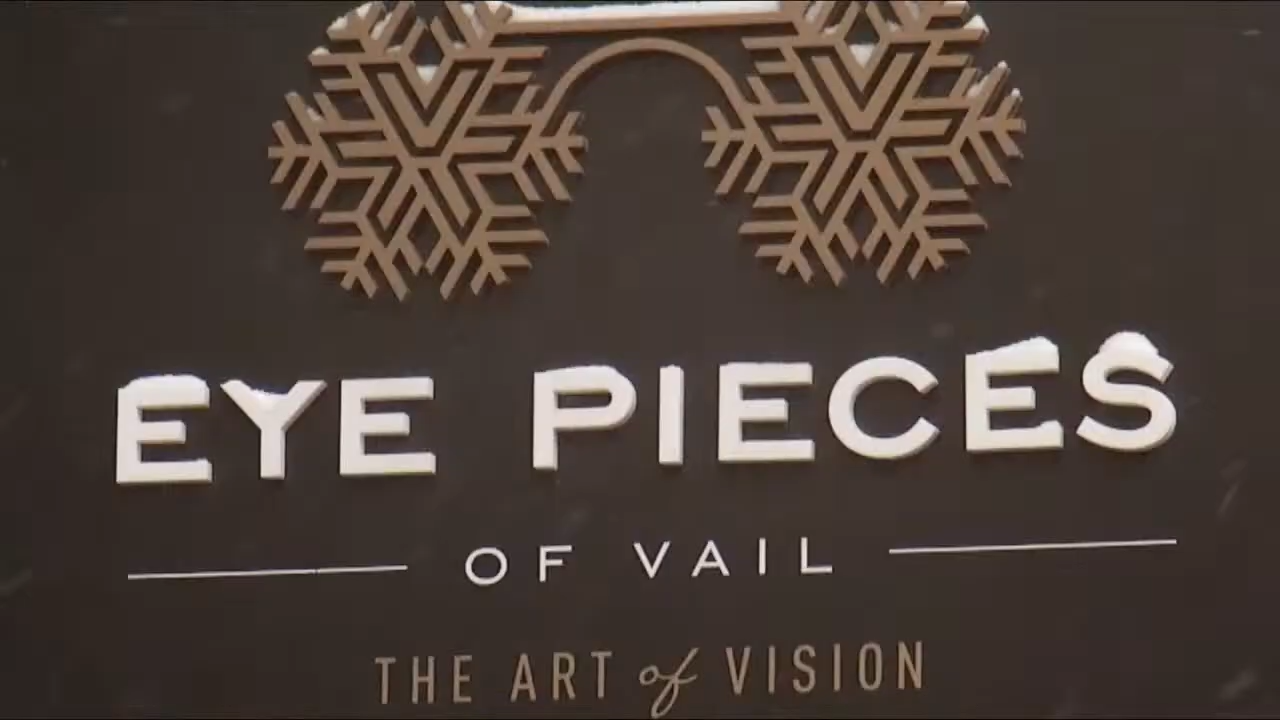 EYE PIECES
OF VAIL
THE ART of VISION